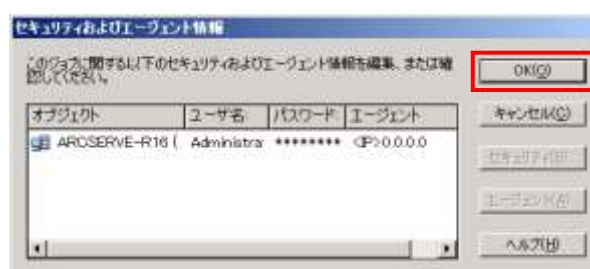 セキュリティおよびエージェント情報
このジョブに関する以下のセキュリティおよびエージェント情報を編集、または確
認してください。
OK(O)
オブジェクト ユーザ名 パスワード エージェント
キャンセル(C)
ARCSERVE-R16 ( Administra ******** <IP>0.0.0.0
セキュリティ(S)
エージェント(A)
ヘルプ(H)